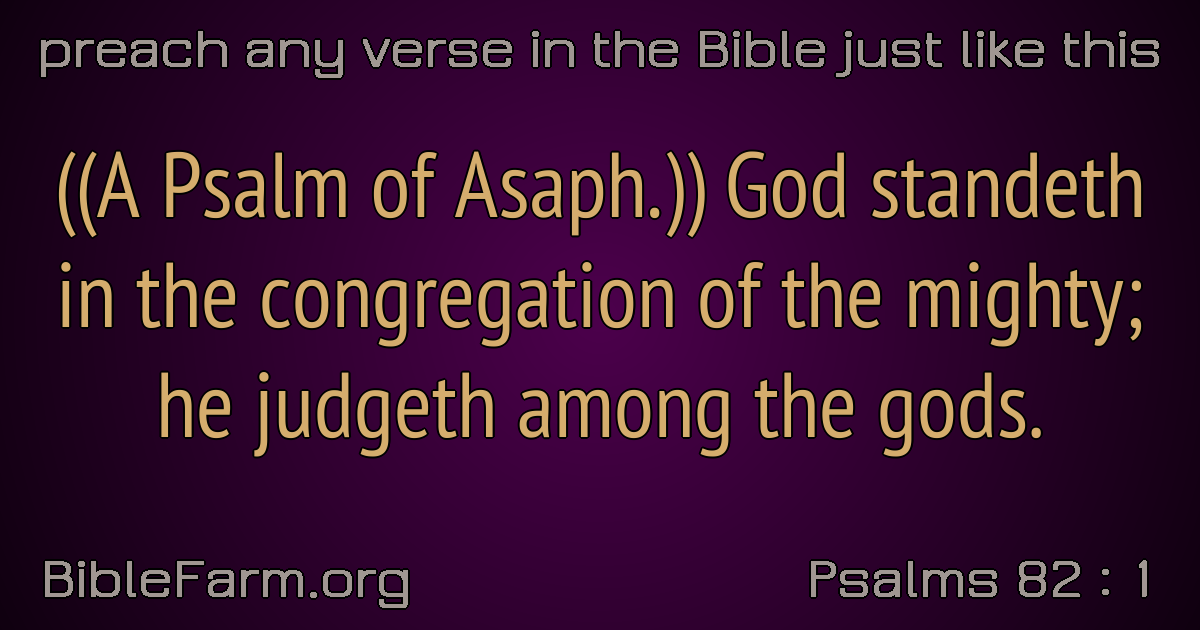 preach any verse in the Bible just like this
((A Psalm of Asaph.)) God standeth
in the congregation of the mighty;
he judgeth among the gods.
BibleFarm.org
Psalms 82 : 1